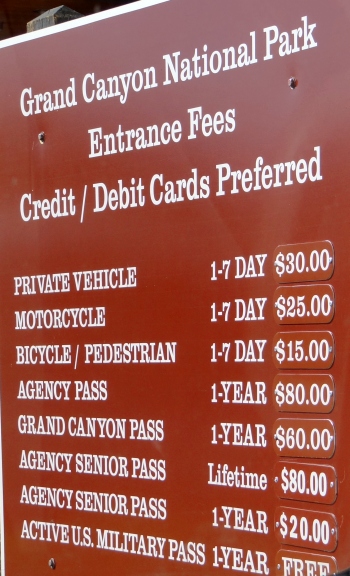 Grand Canyon National Park
Entrance Fees
Credit / Debit Cards Preferred
PRIVATE VEHICLE 1-7 DAY $30.00
MOTORCYCLE 1-7 DAY $25.00
BICYCLE / PEDESTRIAN 1-7 DAY $15.00
AGENCY PASS 1-YEAR $80.00
GRAND CANYON PASS 1-YEAR $60.00
AGENCY SENIOR PASS Lifetime $80.00
AGENCY SENIOR PASS 1-YEAR $20.00
ACTIVE U.S. MILITARY PASS 1-YEAR FREE